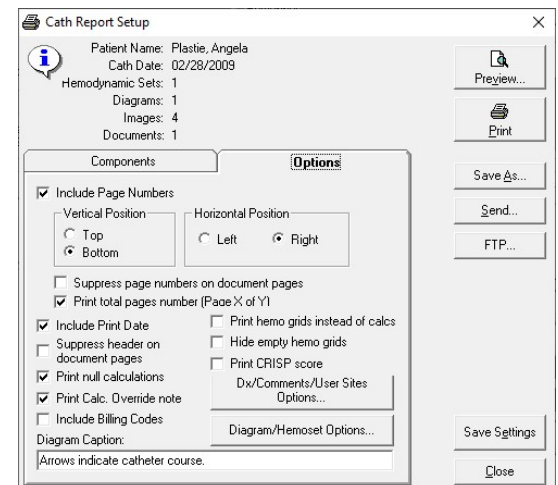 Cath Report Setup
Patient Name: Plastie, Angela
Cath Date: 02/28/2009
Hemodynamic Sets: 1
Diagrams: 1
Images: 4
Documents: 1
Preview...
Print
Components
Options
Save As...
Send...
FTP...
Include Page Numbers
Vertical Position
Top
Bottom
Horizontal Position
Left
Right
Suppress page numbers on document pages
Print total pages number (Page X of Y)
Include Print Date
Suppress header on
document pages
Print null calculations
Print Calc. Override note
Include Billing Codes
Print hemo grids instead of calcs
Hide empty hemo grids
Print CRISP score
Dx/Comments/User Sites
Options...
Diagram/Hemoset Options...
Diagram Caption:
Arrows indicate catheter course.
Save Settings
Close